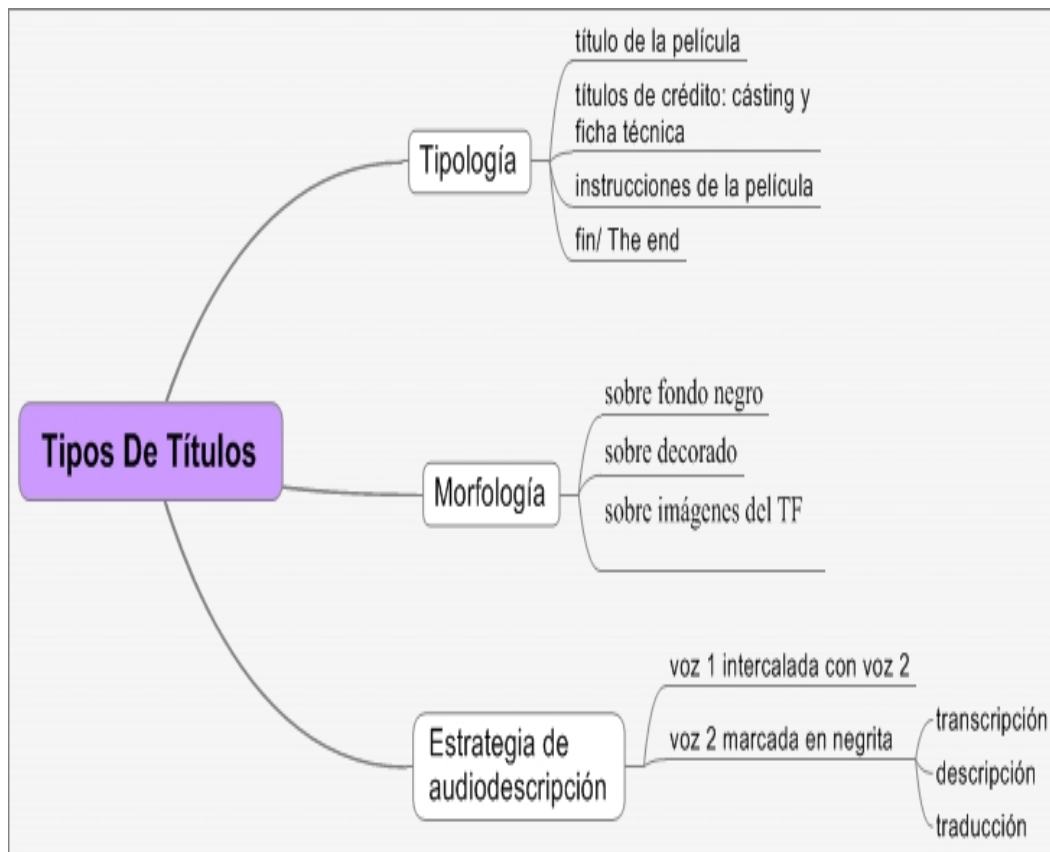 título de la película
títulos de crédito: cásting y
ficha técnica
Tipología
instrucciones de la película
fin/ The end
Tipos De Títulos
sobre fondo negro
sobre decorado
Morfología
sobre imágenes del TF
voz 1 intercalada con voz 2
Estrategia de
audiodescripción
voz 2 marcada en negrita
transcripción
descripción
traducción